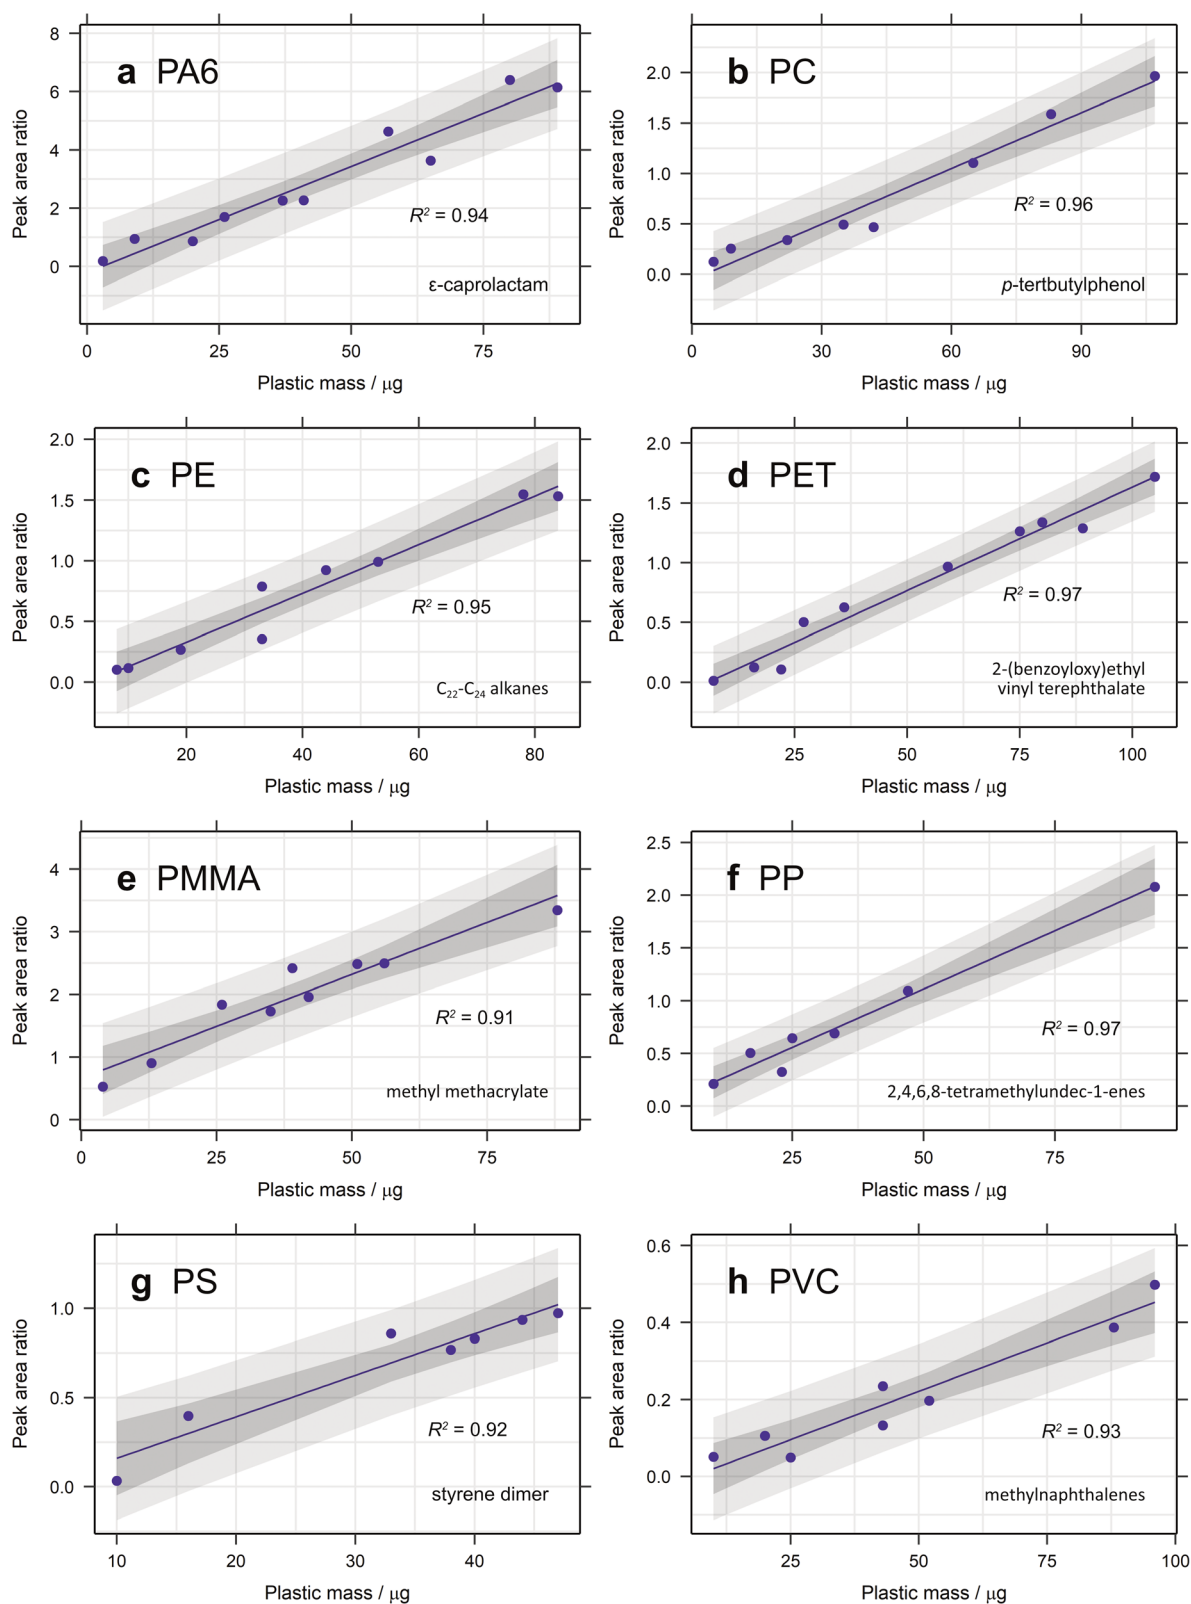 a PA6
Peak area ratio
8
6
4
2
0
R² = 0.94
ε-caprolactam
0 25 50 75
Plastic mass / μg
b PC
Peak area ratio
2.0
1.5
1.0
0.5
0.0
R² = 0.96
p-tertbutylphenol
0 30 60 90
Plastic mass / μg
c PE
Peak area ratio
2.0
1.5
1.0
0.5
0.0
R² = 0.95
C₂₂-C₂₄ alkanes
20 40 60 80
Plastic mass / μg
d PET
Peak area ratio
2.0
1.5
1.0
0.5
0.0
R² = 0.97
2-(benzoyloxy)ethyl
vinyl terephthalate
25 50 75 100
Plastic mass / μg
e PMMA
Peak area ratio
4
3
2
1
0
R² = 0.91
methyl methacrylate
0 25 50 75
Plastic mass / μg
f PP
Peak area ratio
2.5
2.0
1.5
1.0
0.5
0.0
R² = 0.97
2,4,6,8-tetramethylundec-1-enes
25 50 75
Plastic mass / μg
g PS
Peak area ratio
1.0
0.5
0.0
R² = 0.92
styrene dimer
10 20 30 40
Plastic mass / μg
h PVC
Peak area ratio
0.6
0.4
0.2
0.0
R² = 0.93
methylnaphthalenes
25 50 75 100
Plastic mass / μg